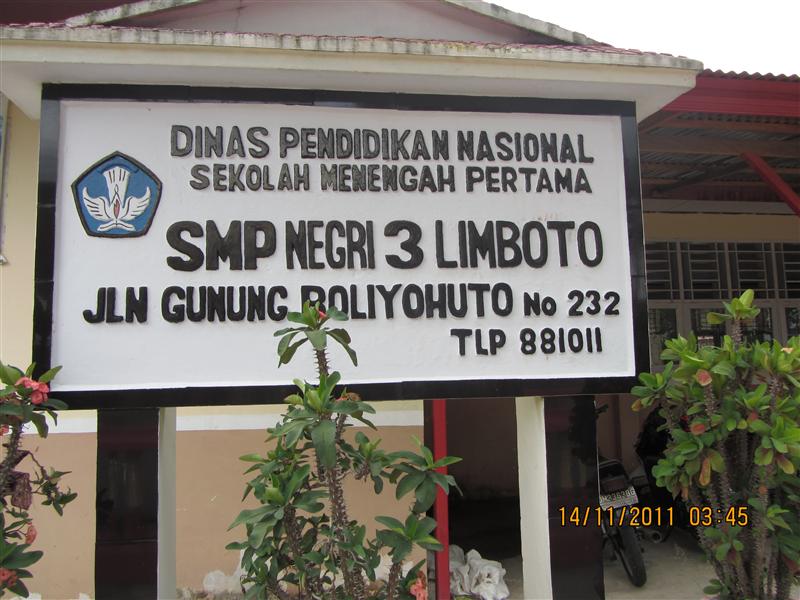 DINAS PENDIDIKAN NASIONAL
SEKOLAH MENENGAH PERTAMA
SMP NEGRI 3 LIMBOTO
JLN GUNUNG BOLIYOHUTO No 232
TLP 881011
14/11/2011 03:45